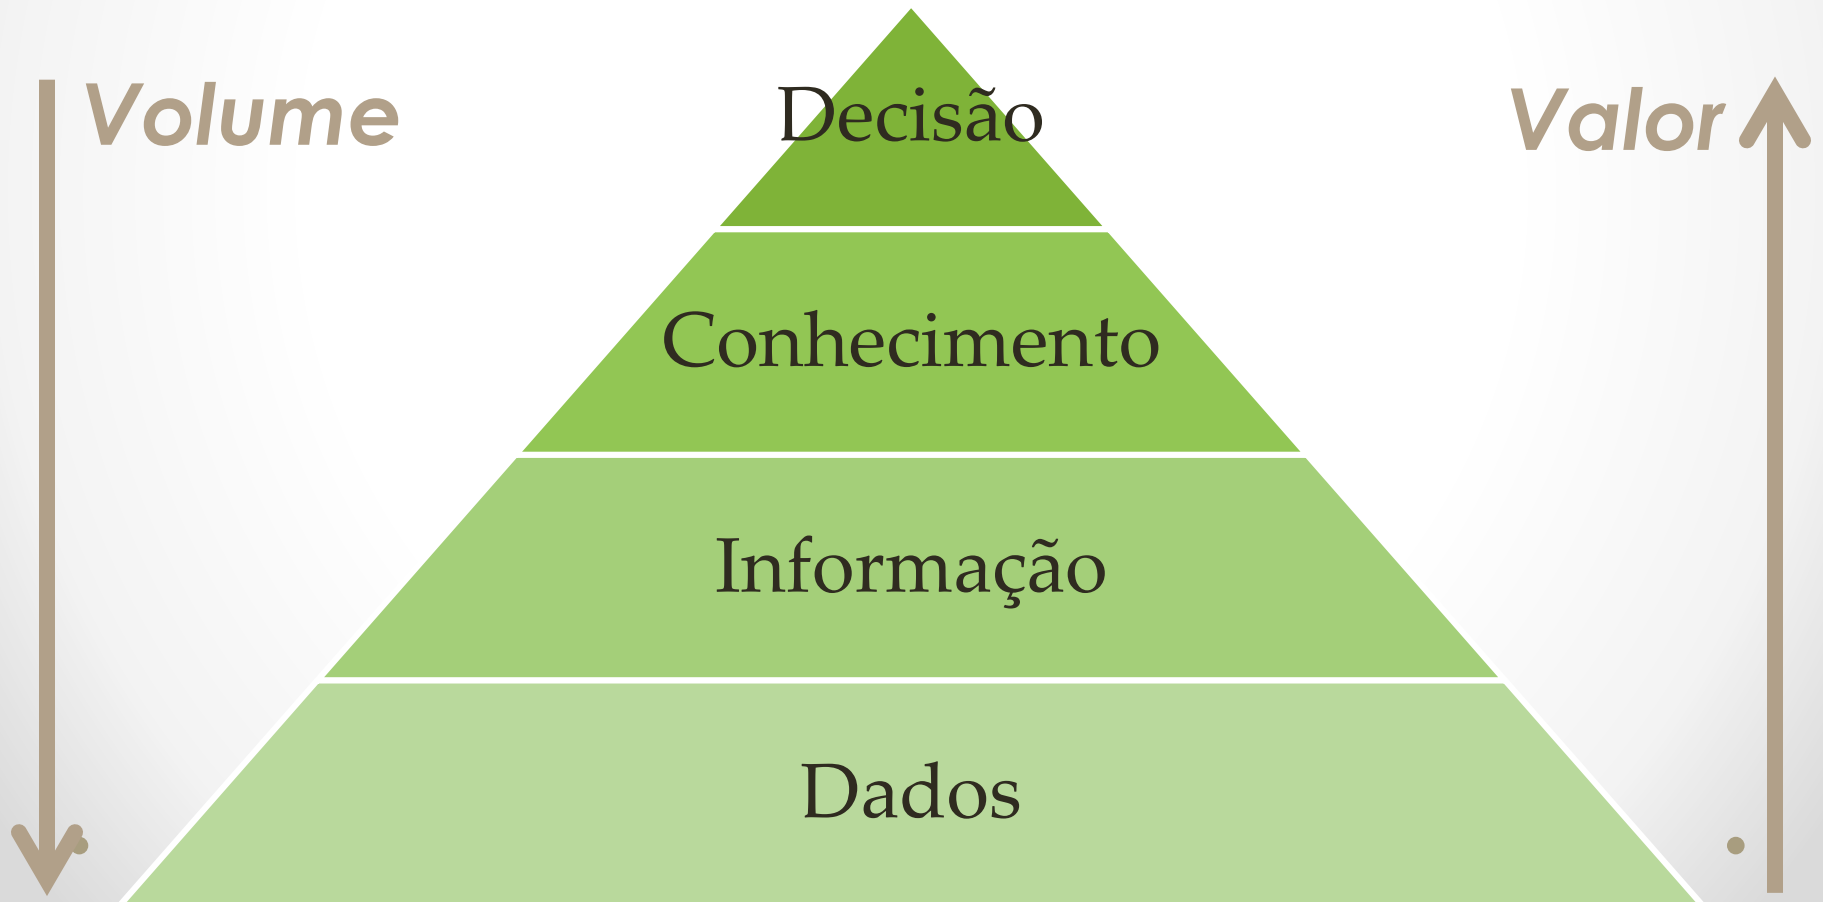 Volume
Decisão
Valor
Conhecimento
Informação
Dados